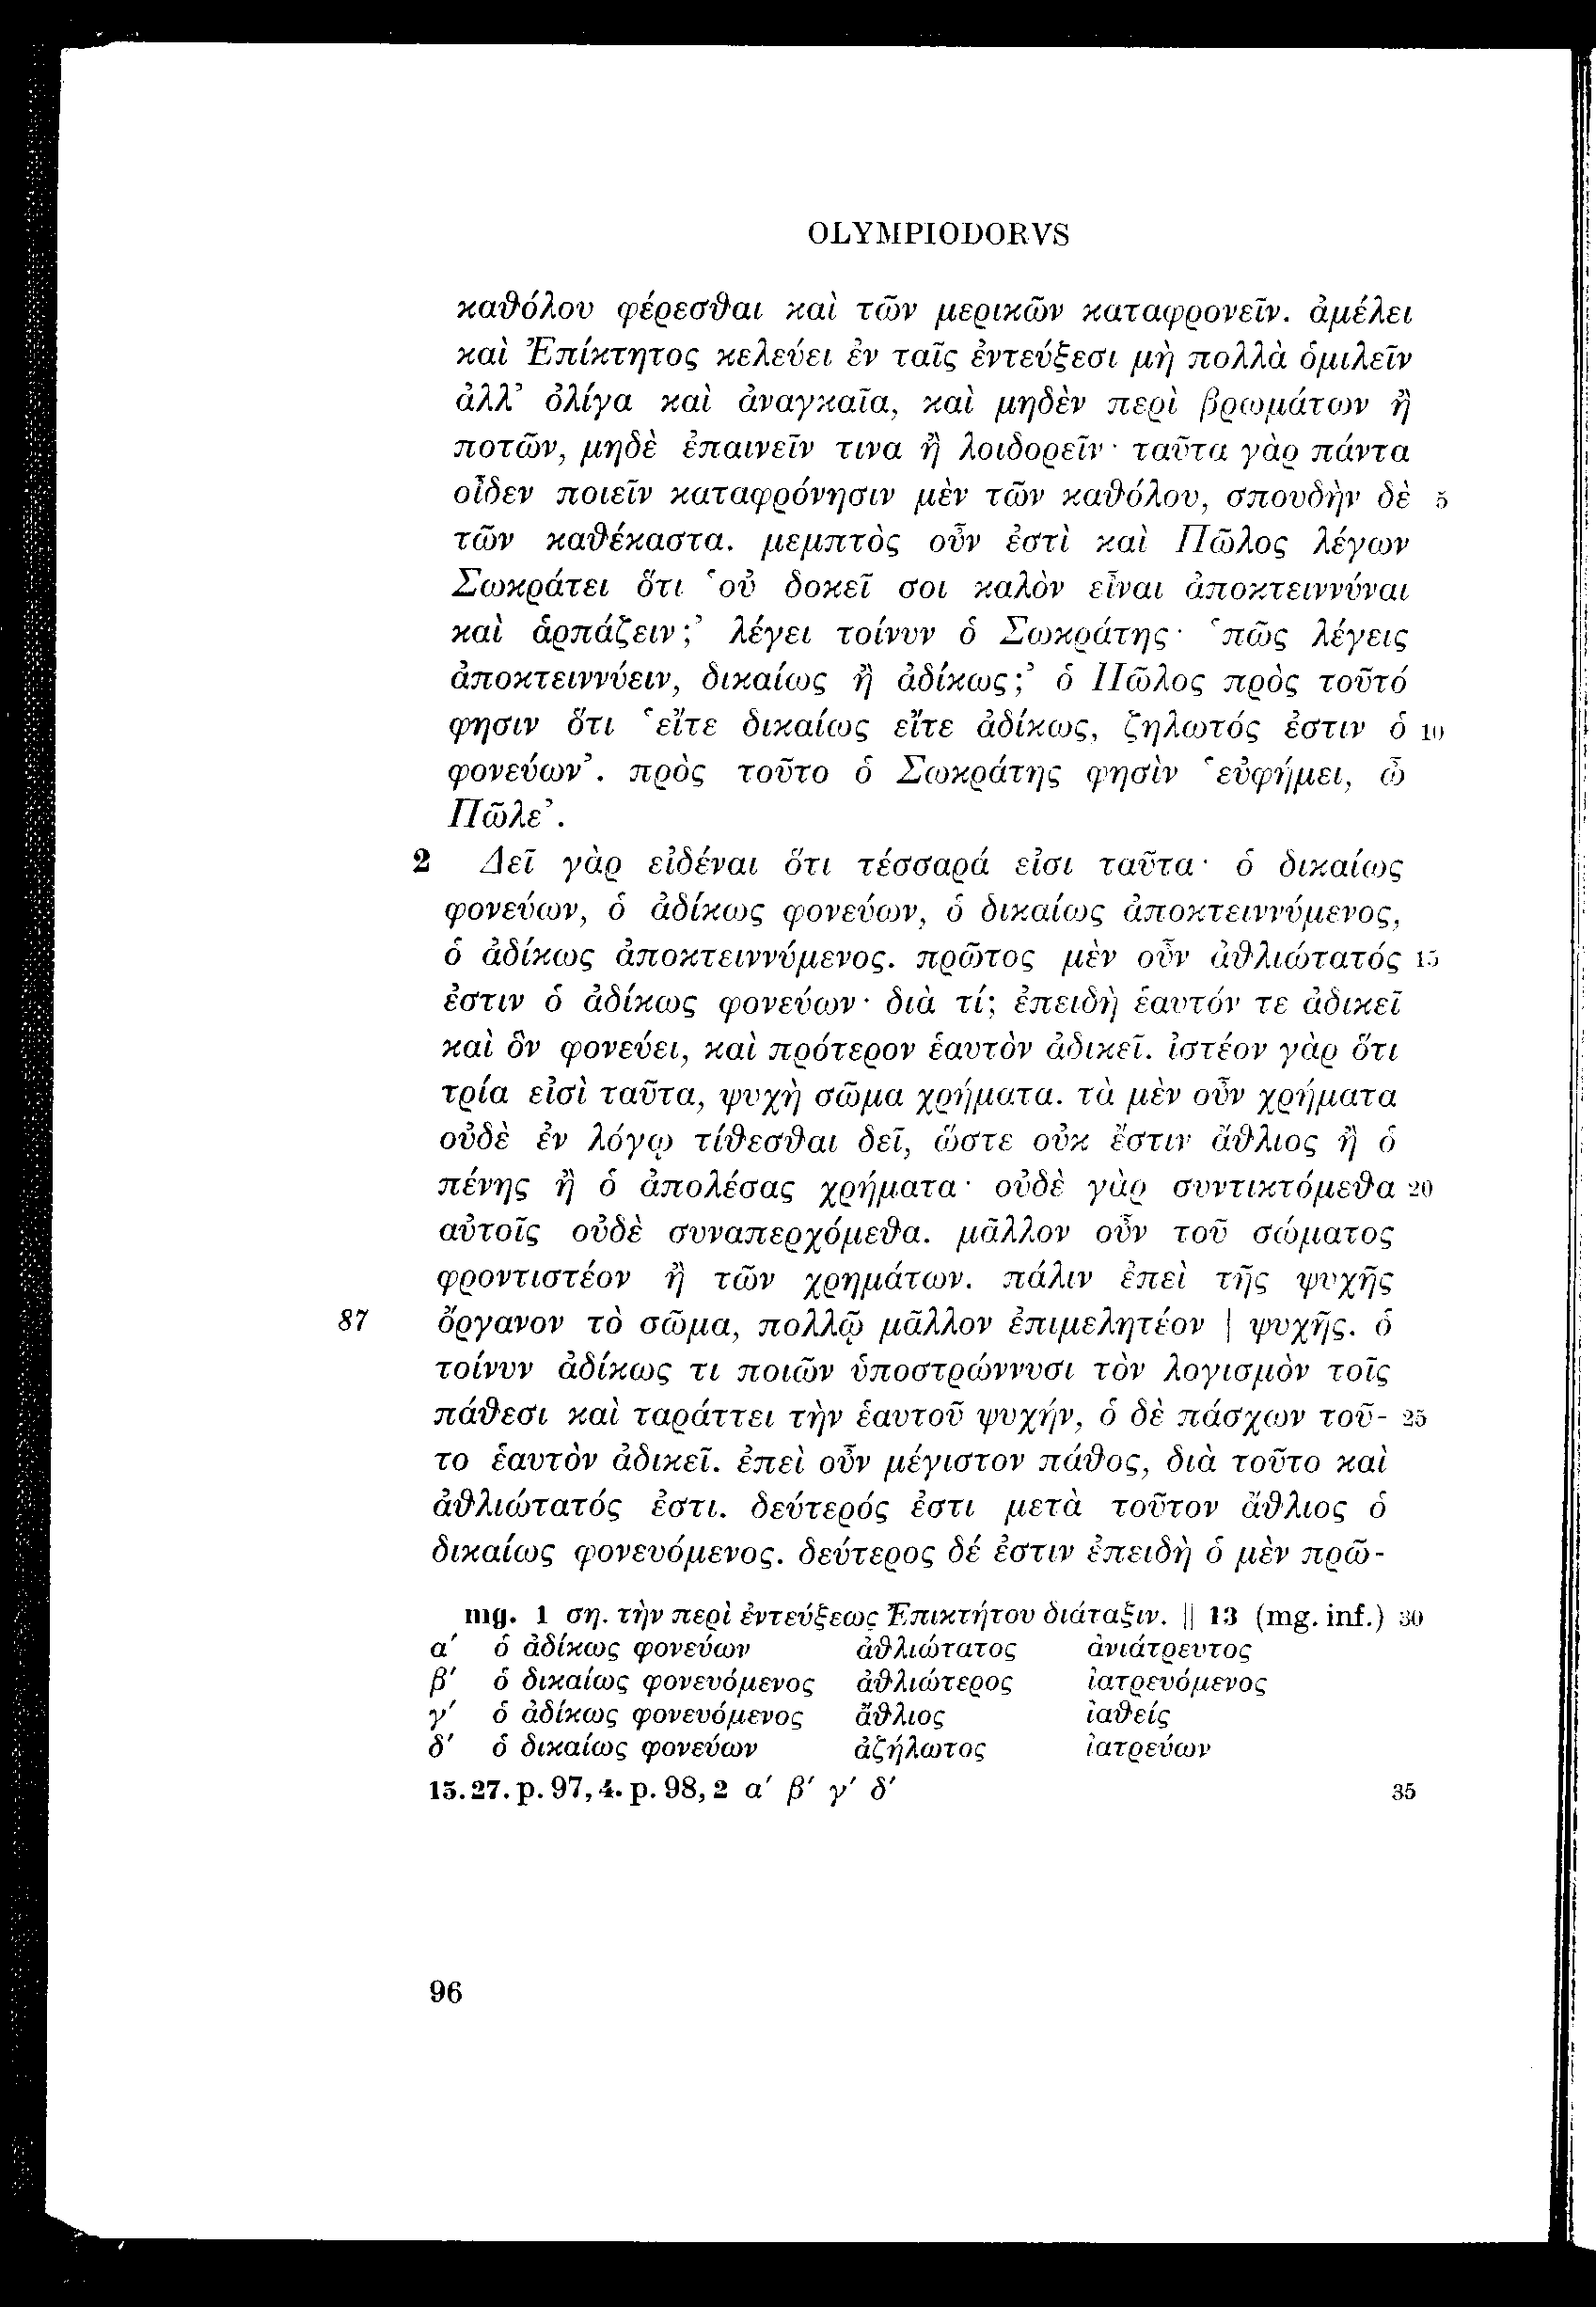 OLYMPIODORVS
καθόλου φέρεσθαι καὶ τῶν μερικῶν καταφρονεῖν. ἀμέλει
καὶ Ἐπίκτητος κελεύει ἐν ταῖς ἐντεύξεσι μὴ πολλὰ ὁμιλεῖν
ἀλλ’ ὀλίγα καὶ ἀναγκαῖα, καὶ μηδὲν περὶ βρωμάτων ἢ
ποτῶν, μηδὲ ἐπαινεῖν τινα ἢ λοιδορεῖν· ταῦτα γὰρ πάντα
οἶδεν ποιεῖν καταφρόνησιν μὲν τῶν καθόλου, σπουδὴν δὲ 5
τῶν καθέκαστα. μεμπτὸς οὖν ἐστὶ καὶ Πῶλος λέγων
Σωκράτει ὅτι ‘οὐ δοκεῖ σοι καλὸν εἶναι ἀποκτειννύναι
καὶ ἁρπάζειν;’ λέγει τοίνυν ὁ Σωκράτης· ‘πῶς λέγεις
ἀποκτειννύειν, δικαίως ἢ ἀδίκως;’ ὁ Πῶλος πρὸς τοῦτό
φησιν ὅτι ‘εἴτε δικαίως εἴτε ἀδίκως, ζηλωτός ἐστιν ὁ 10
φονεύων’. πρὸς τοῦτο ὁ Σωκράτης φησὶν ‘εὐφήμει, ὦ
Πῶλε’.
2 Δεῖ γὰρ εἰδέναι ὅτι τέσσαρά εἰσι ταῦτα· ὁ δικαίως
φονεύων, ὁ ἀδίκως φονεύων, ὁ δικαίως ἀποκτειννύμενος,
ὁ ἀδίκως ἀποκτειννύμενος. πρῶτος μὲν οὖν ἀθλιώτατός 15
ἐστιν ὁ ἀδίκως φονεύων· διὰ τί; ἐπειδὴ ἑαυτόν τε ἀδικεῖ
καὶ ὃν φονεύει, καὶ πρότερον ἑαυτὸν ἀδικεῖ. ἰστέον γὰρ ὅτι
τρία εἰσὶ ταῦτα, ψυχὴ σῶμα χρήματα. τὰ μὲν οὖν χρήματα
οὐδὲ ἐν λόγῳ τίθεσθαι δεῖ, ὥστε οὐκ ἔστιν ἄθλιος ἢ ὁ
πένης ἢ ὁ ἀπολέσας χρήματα· οὐδὲ γὰρ συντικτόμεθα 20
αὐτοῖς οὐδὲ συναπερχόμεθα. μᾶλλον οὖν τοῦ σώματος
φροντιστέον ἢ τῶν χρημάτων. πάλιν ἐπεὶ τῆς ψυχῆς
87 ὄργανον τὸ σῶμα, πολλῷ μᾶλλον ἐπιμελητέον | ψυχῆς. ὁ
τοίνυν ἀδίκως τι ποιῶν ὑποστρώννυσι τὸν λογισμὸν τοῖς
πάθεσι καὶ ταράττει τὴν ἑαυτοῦ ψυχήν, ὁ δὲ πάσχων τοῦ- 25
το ἑαυτὸν ἀδικεῖ. ἐπεὶ οὖν μέγιστον πάθος, διὰ τοῦτο καὶ
ἀθλιώτατός ἐστι. δεύτερός ἐστι μετὰ τοῦτον ἄθλιος ὁ
δικαίως φονευόμενος. δεύτερος δέ ἐστιν ἐπειδὴ ὁ μὲν πρῶ-
mg. 1 ση. τὴν περὶ ἐντεύξεως Ἐπικτήτου διάταξιν. || 13 (mg. inf.) 30
α′ ὁ ἀδίκως φονεύων ἀθλιώτατος ἀνιάτρευτος
β′ ὁ δικαίως φονευόμενος ἀθλιώτερος ἰατρευόμενος
γ′ ὁ ἀδίκως φονευόμενος ἄθλιος ἰαθείς
δ′ ὁ δικαίως φονεύων ἀζήλωτος ἰατρεύων
15. 27. p. 97, 4. p. 98, 2 α′ β′ γ′ δ′ 35
96